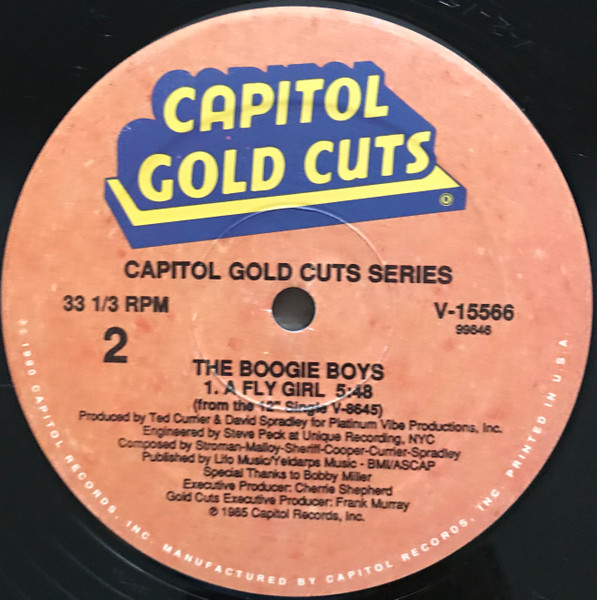 CAPITOL
GOLD CUTS
CAPITOL GOLD CUTS SERIES
33 1/3 RPM
V-15566
99646
2
THE BOOGIE BOYS
1. A FLY GIRL 5:48
(from the 12" Single V-8645)
Produced by Ted Currier & David Spradley for Platinum Vibe Productions, Inc.
Engineered by Steve Peck at Unique Recording, NYC
Composed by Stroman-Malloy-Sheriff-Cooper-Currier-Spradley
Published by Lifo Music/Yeldarps Music - BMI/ASCAP
Special Thanks to Bobby Miller
Executive Producer: Cherrie Shepherd
Gold Cuts Executive Producer: Frank Murray
℗ 1985 Capitol Records, Inc.
1990 CAPITOL RECORDS, INC. MANUFACTURED BY CAPITOL RECORDS, INC. PRINTED IN U.S.A.